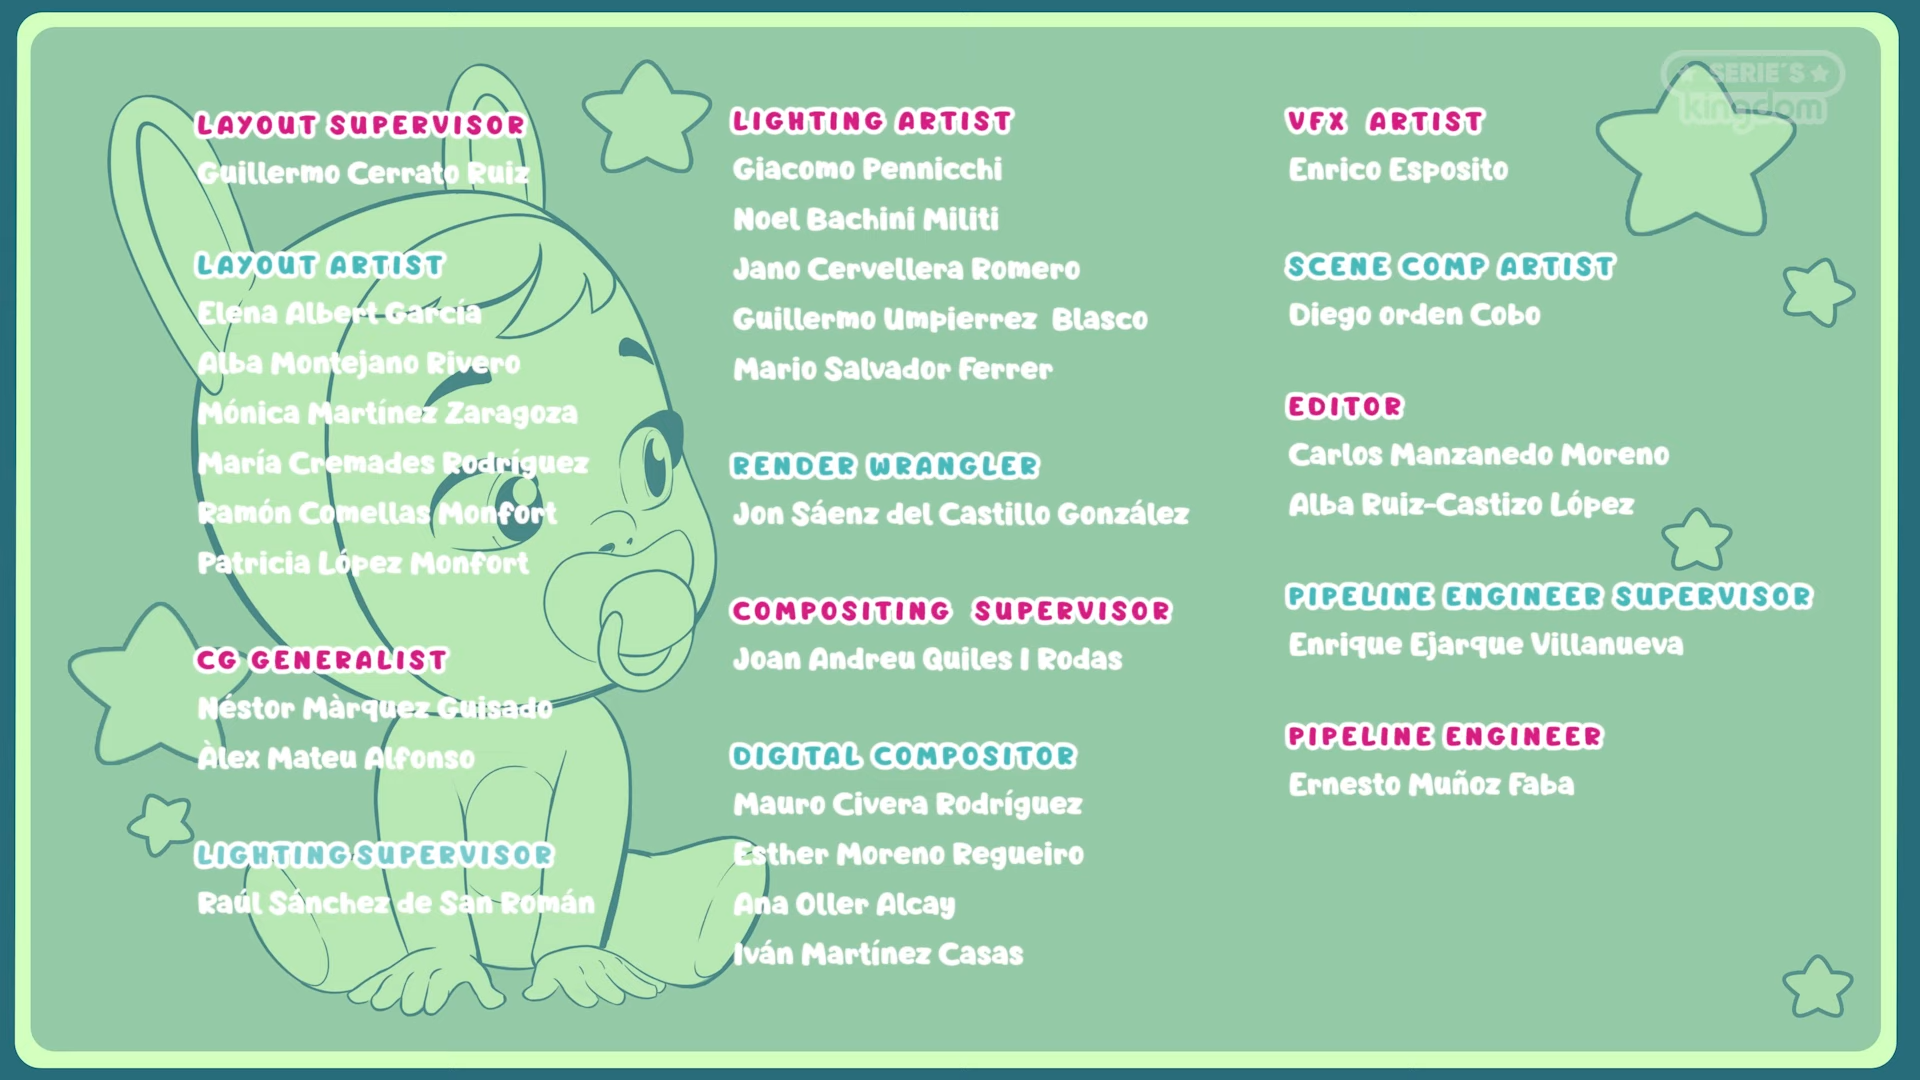 LAYOUT SUPERVISOR
Guillermo Cerrato Ruiz
LAYOUT ARTIST
Elena Albert García
Alba Montejano Rivero
Mónica Martínez Zaragoza
María Cremades Rodríguez
Ramón Comellas Monfort
Patricia López Monfort
CG GENERALIST
Néstor Màrquez Guisado
Àlex Mateu Alfonso
LIGHTING SUPERVISOR
Raúl Sánchez de San Román
LIGHTING ARTIST
Giacomo Pennicchi
Noel Bachini Militi
Jano Cervellera Romero
Guillermo Umpierrez Blasco
Mario Salvador Ferrer
RENDER WRANGLER
Jon Sáenz del Castillo González
COMPOSITING SUPERVISOR
Joan Andreu Quiles I Rodas
DIGITAL COMPOSITOR
Mauro Civera Rodríguez
Esther Moreno Regueiro
Ana Oller Alcay
Iván Martínez Casas
VFX ARTIST
Enrico Esposito
SCENE COMP ARTIST
Diego orden Cobo
EDITOR
Carlos Manzanedo Moreno
Alba Ruiz-Castizo López
PIPELINE ENGINEER SUPERVISOR
Enrique Ejarque Villanueva
PIPELINE ENGINEER
Ernesto Muñoz Faba
SERIE'S
kingdom